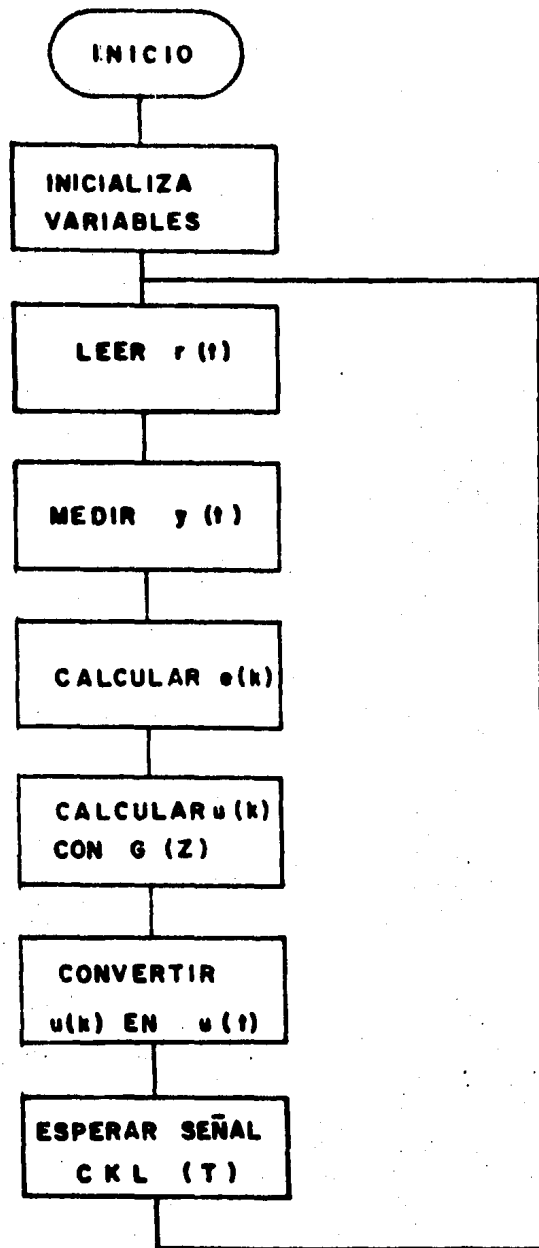 INICIO
INICIALIZA
VARIABLES
LEER r(t)
MEDIR y(t)
CALCULAR e(k)
CALCULAR u(k)
CON G(Z)
CONVERTIR
u(k) EN u(t)
ESPERAR SEÑAL
CKL (T)